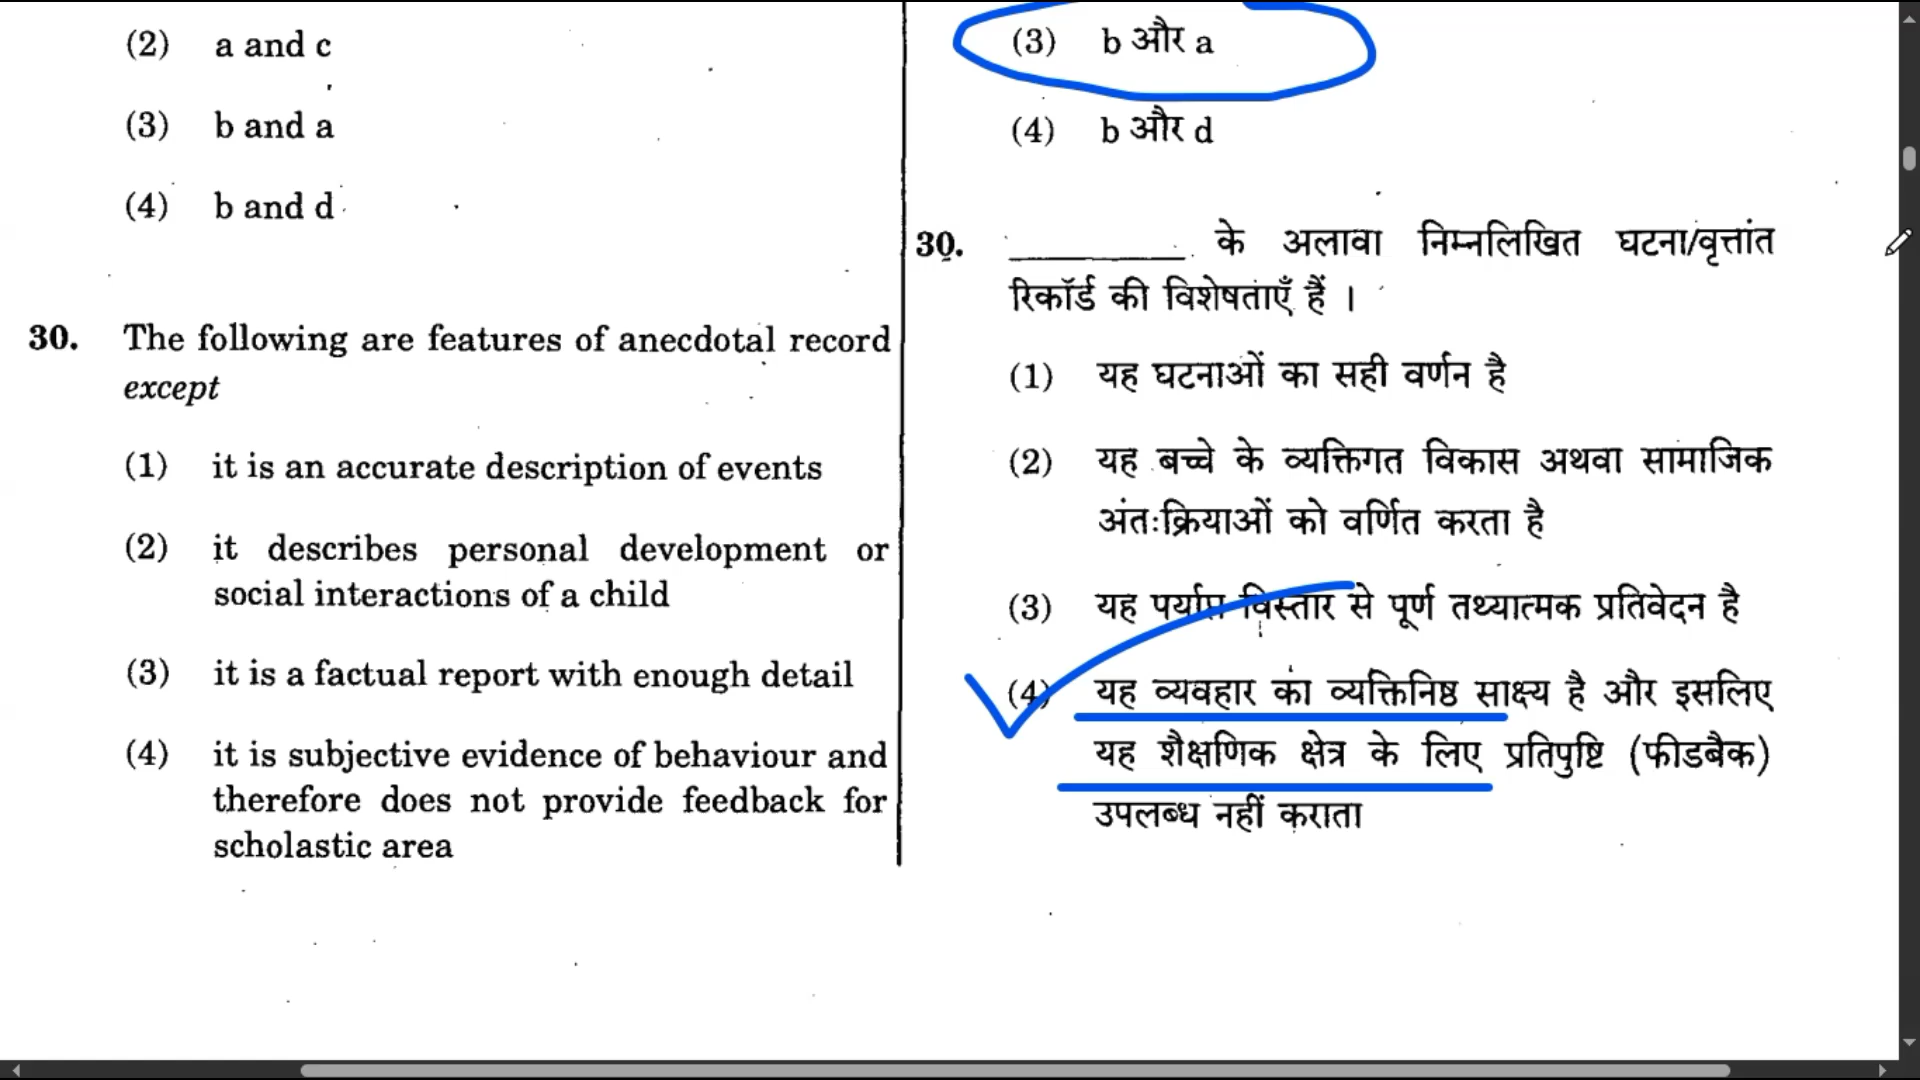 (2) a and c
(3) b and a
(4) b and d
30. The following are features of anecdotal record
except
(1) it is an accurate description of events
(2) it describes personal development or
social interactions of a child
(3) it is a factual report with enough detail
(4) it is subjective evidence of behaviour and
therefore does not provide feedback for
scholastic area
(3) b और a
(4) b और d
30. __________ के अलावा निम्नलिखित घटना/वृत्तांत
रिकॉर्ड की विशेषताएँ हैं ।
(1) यह घटनाओं का सही वर्णन है
(2) यह बच्चे के व्यक्तिगत विकास अथवा सामाजिक
अंतःक्रियाओं को वर्णित करता है
(3) यह पर्याप्त विस्तार से पूर्ण तथ्यात्मक प्रतिवेदन है
(4) यह व्यवहार का व्यक्तिनिष्ठ साक्ष्य है और इसलिए
यह शैक्षणिक क्षेत्र के लिए प्रतिपुष्टि (फीडबैक)
उपलब्ध नहीं कराता